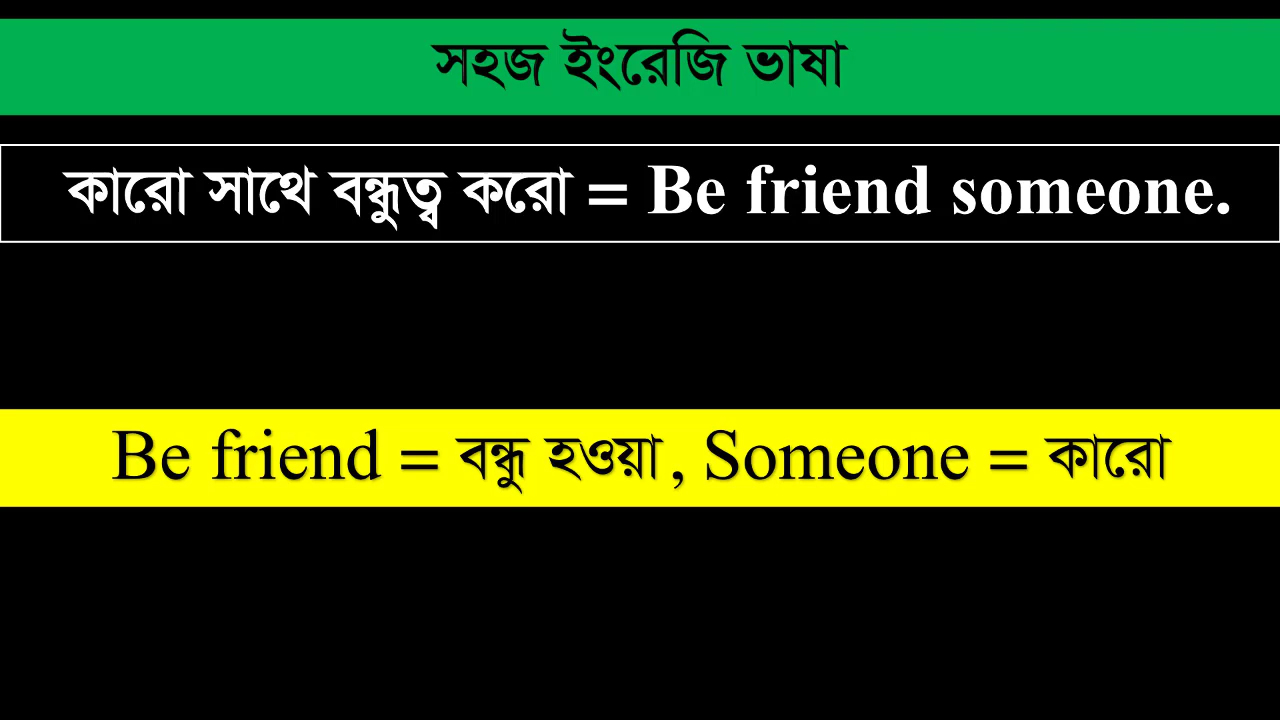 সহজ ইংরেজি ভাষা
কারো সাথে বন্ধুত্ব করো = Be friend someone.
Be friend = বন্ধু হওয়া, Someone = কারো